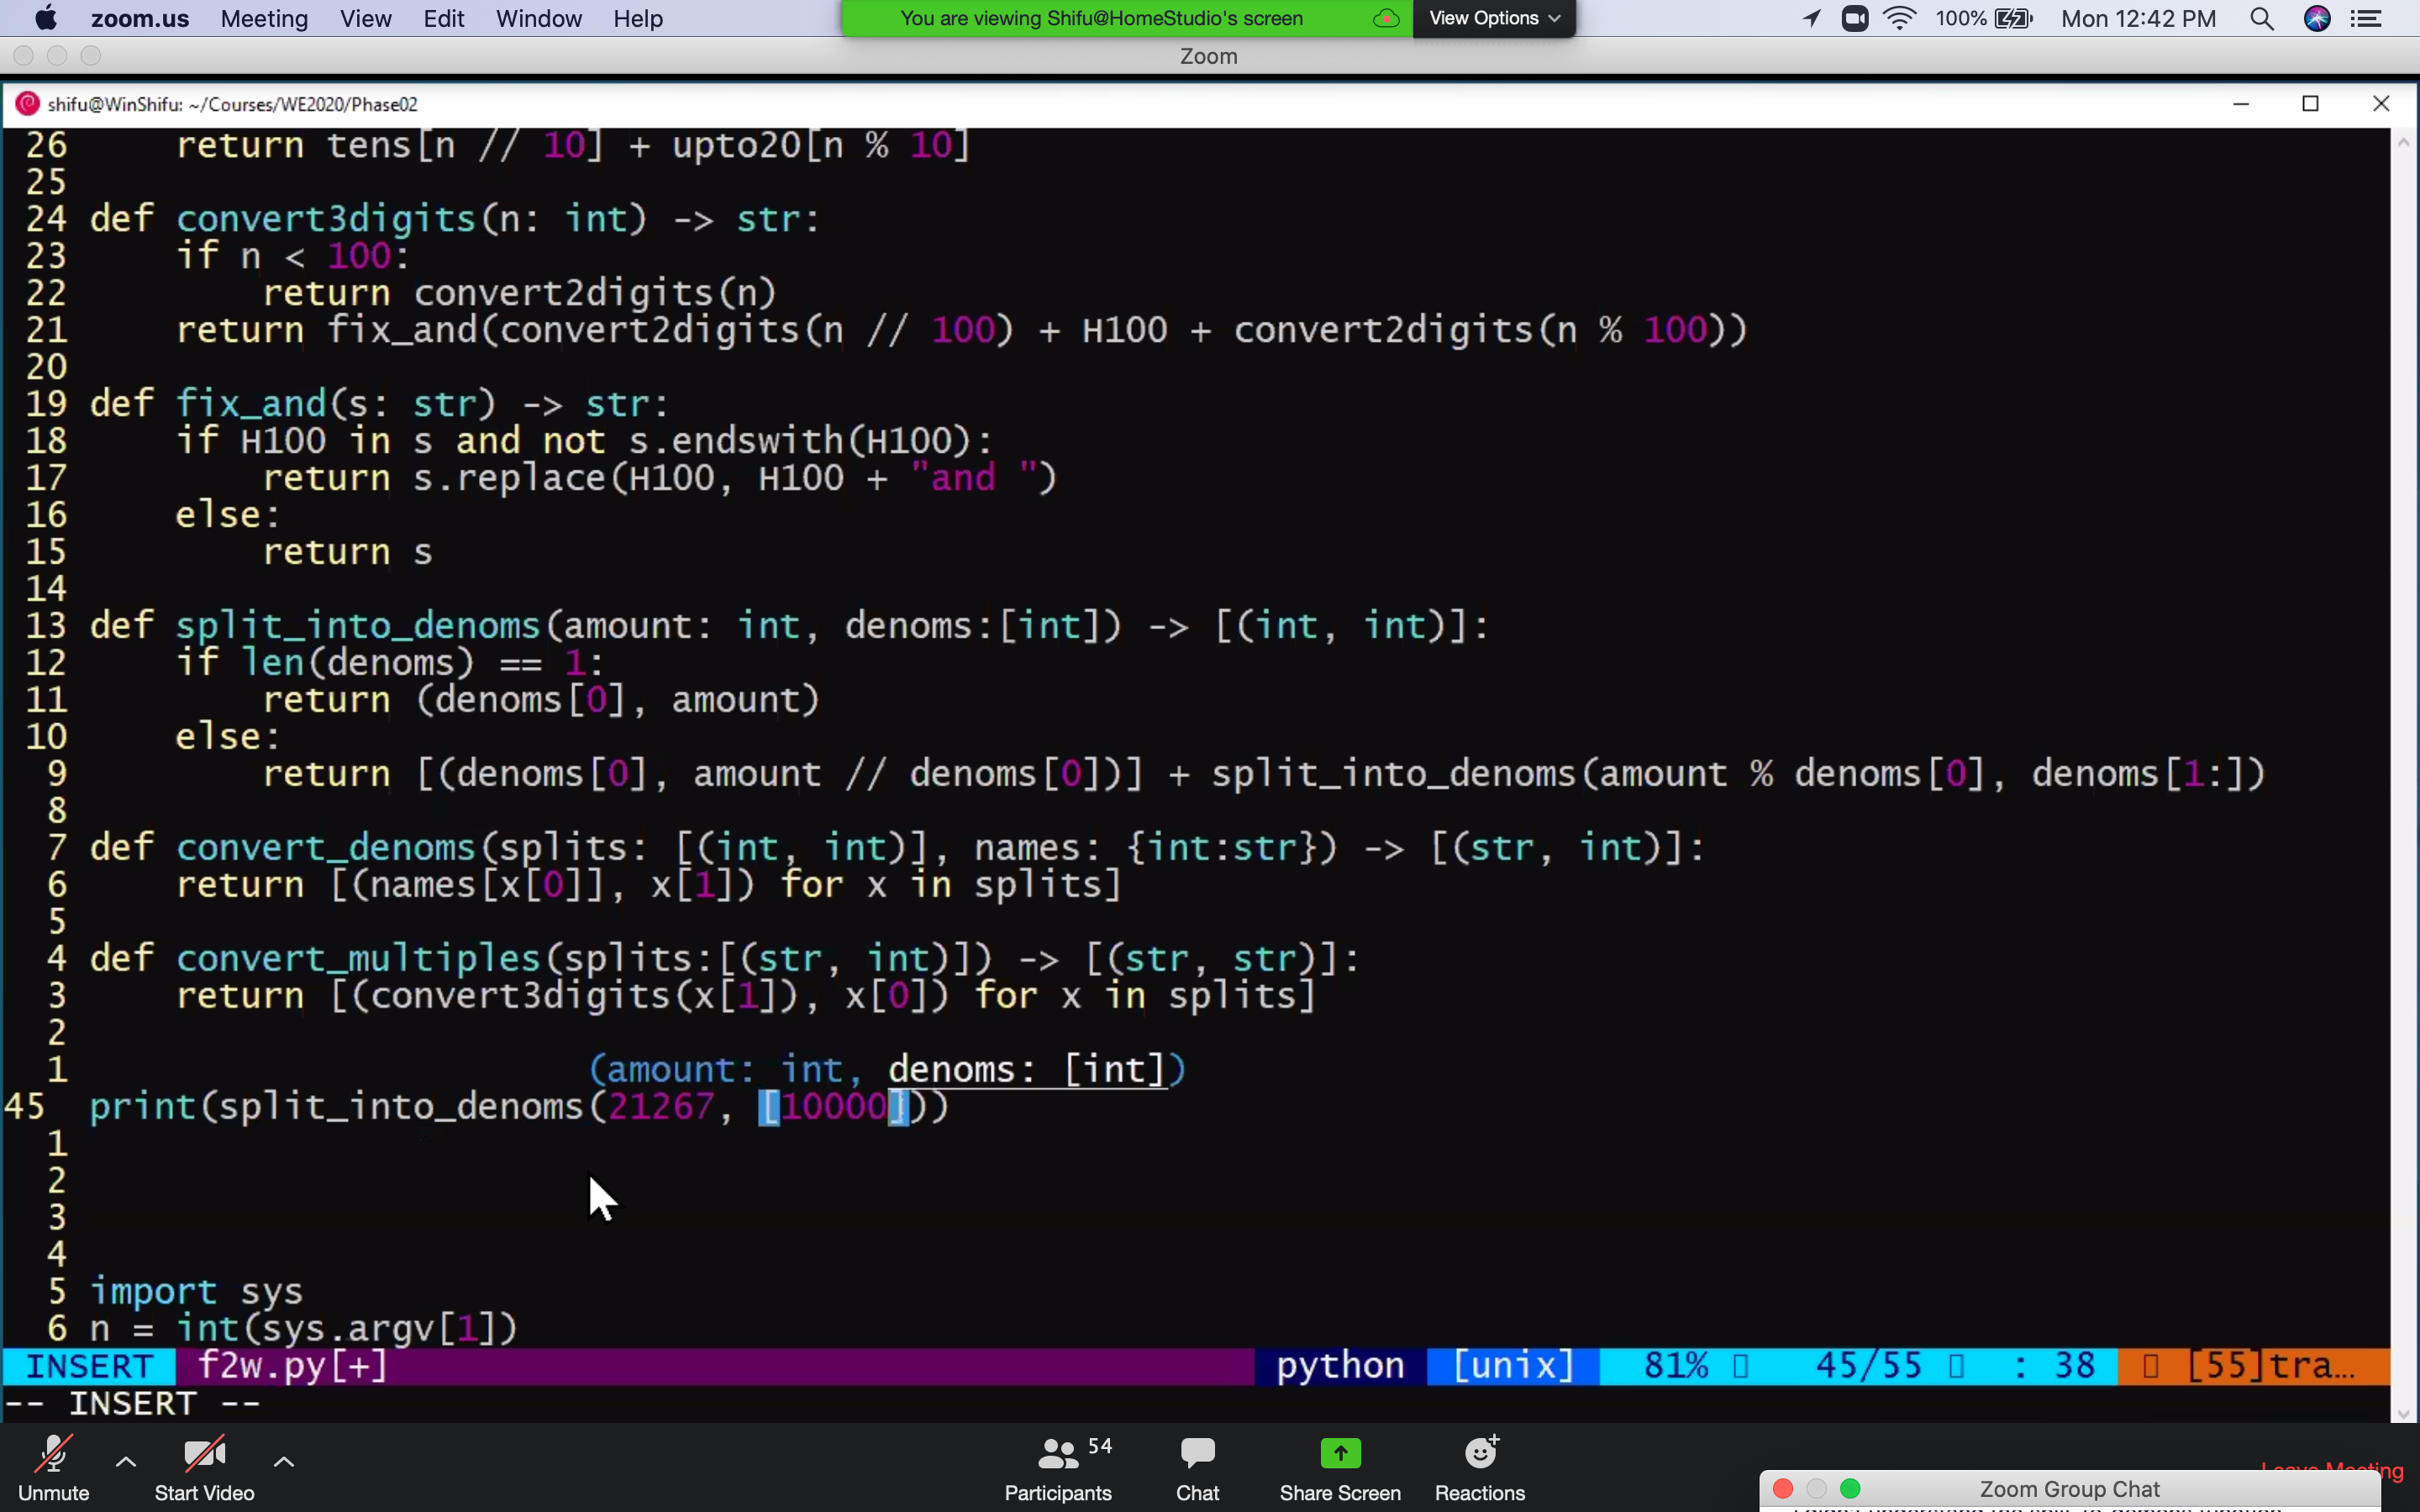 zoom.us Meeting View Edit Window Help You are viewing Shifu@HomeStudio's screen View Options 100% Mon 12:42 PM
Zoom
shifu@WinShifu: ~/Courses/WE2020/Phase02
26 return tens[n // 10] + upto20[n % 10]
25
24 def convert3digits(n: int) -> str:
23 if n < 100:
22 return convert2digits(n)
21 return fix_and(convert2digits(n // 100) + H100 + convert2digits(n % 100))
20
19 def fix_and(s: str) -> str:
18 if H100 in s and not s.endswith(H100):
17 return s.replace(H100, H100 + "and ")
16 else:
15 return s
14
13 def split_into_denoms(amount: int, denoms:[int]) -> [(int, int)]:
12 if len(denoms) == 1:
11 return (denoms[0], amount)
10 else:
9 return [(denoms[0], amount // denoms[0])] + split_into_denoms(amount % denoms[0], denoms[1:])
8
7 def convert_denoms(splits: [(int, int)], names: {int:str}) -> [(str, int)]:
6 return [(names[x[0]], x[1]) for x in splits]
5
4 def convert_multiples(splits:[(str, int)]) -> [(str, str)]:
3 return [(convert3digits(x[1]), x[0]) for x in splits]
2
1 (amount: int, denoms: [int])
45 print(split_into_denoms(21267, [10000]))
1
2
3
4
5 import sys
6 n = int(sys.argv[1])
INSERT f2w.py[+] python [unix] 81% 45/55 : 38 [55]tra...
-- INSERT --
Unmute Start Video 54 Participants Chat Share Screen Reactions Leave Meeting
Zoom Group Chat